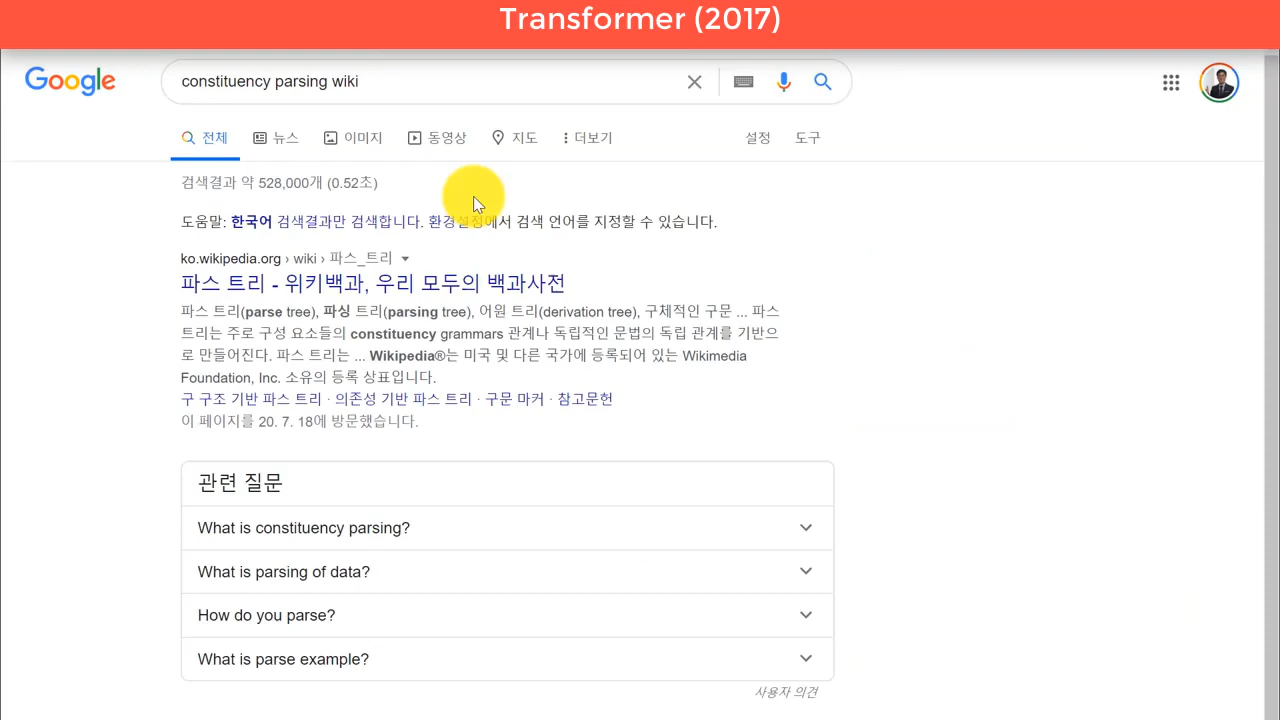 Transformer (2017)
Google
constituency parsing wiki
전체 뉴스 이미지 동영상 지도 더보기 설정 도구
검색결과 약 528,000개 (0.52초)
도움말: 한국어 검색결과만 검색합니다. 환경설정에서 검색 언어를 지정할 수 있습니다.
ko.wikipedia.org › wiki › 파스_트리
파스 트리 - 위키백과, 우리 모두의 백과사전
파스 트리(parse tree), 파싱 트리(parsing tree), 어원 트리(derivation tree), 구체적인 구문 ... 파스
트리는 주로 구성 요소들의 constituency grammars 관계나 독립적인 문법의 독립 관계를 기반으
로 만들어진다. 파스 트리는 ... Wikipedia®는 미국 및 다른 국가에 등록되어 있는 Wikimedia
Foundation, Inc. 소유의 등록 상표입니다.
구 구조 기반 파스 트리 · 의존성 기반 파스 트리 · 구문 마커 · 참고문헌
이 페이지를 20. 7. 18에 방문했습니다.
관련 질문
What is constituency parsing?
What is parsing of data?
How do you parse?
What is parse example?
사용자 의견